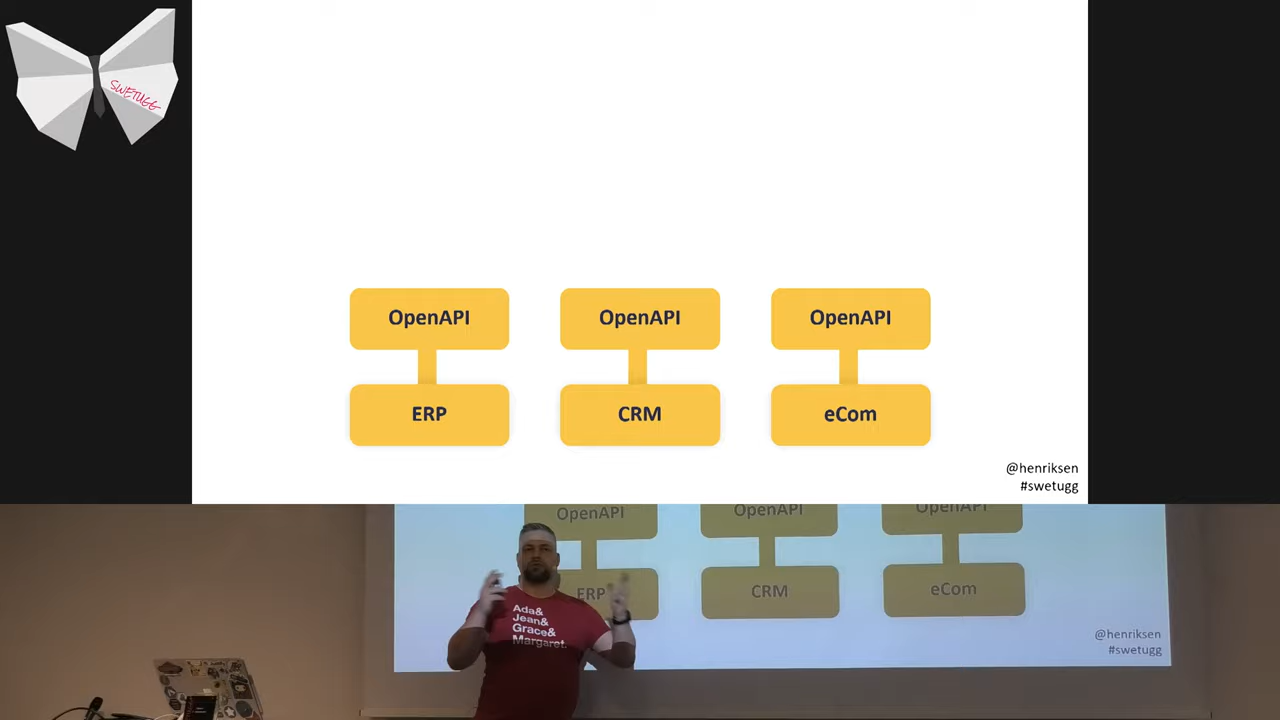 SWETUGG
OpenAPI
OpenAPI
OpenAPI
ERP
CRM
eCom
@henriksen
#swetugg
OpenAPI
OpenAPI
OpenAPI
ERP
CRM
eCom
Ada&
Jean&
Grace&
Margaret.
@henriksen
#swetugg